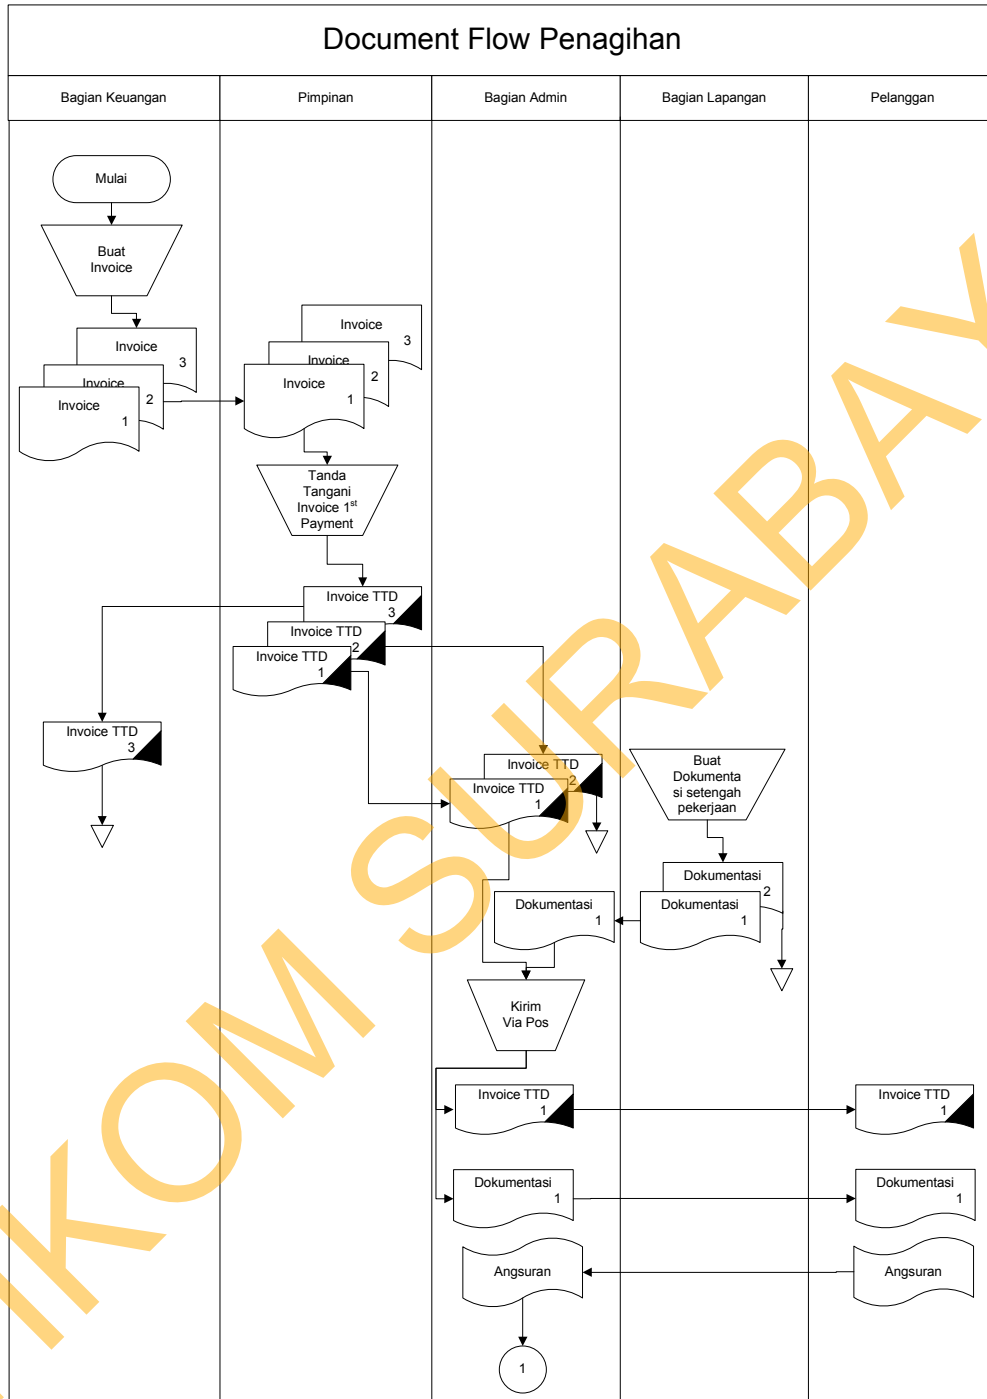 Document Flow Penagihan
Bagian Keuangan
Pimpinan
Bagian Admin
Bagian Lapangan
Pelanggan
Mulai
Buat
Invoice
Invoice
3
Invoice
2
Invoice
1
Invoice
3
Invoice
2
Invoice
1
Tanda
Tangani
Invoice 1st
Payment
Invoice TTD
3
Invoice TTD
2
Invoice TTD
1
Invoice TTD
3
Invoice TTD
2
Invoice TTD
1
Buat
Dokumenta
si setengah
pekerjaan
Dokumentasi
2
Dokumentasi
1
Dokumentasi
1
Kirim
Via Pos
Invoice TTD
1
Invoice TTD
1
Dokumentasi
1
Dokumentasi
1
Angsuran
Angsuran
1
IKOM SURABAY